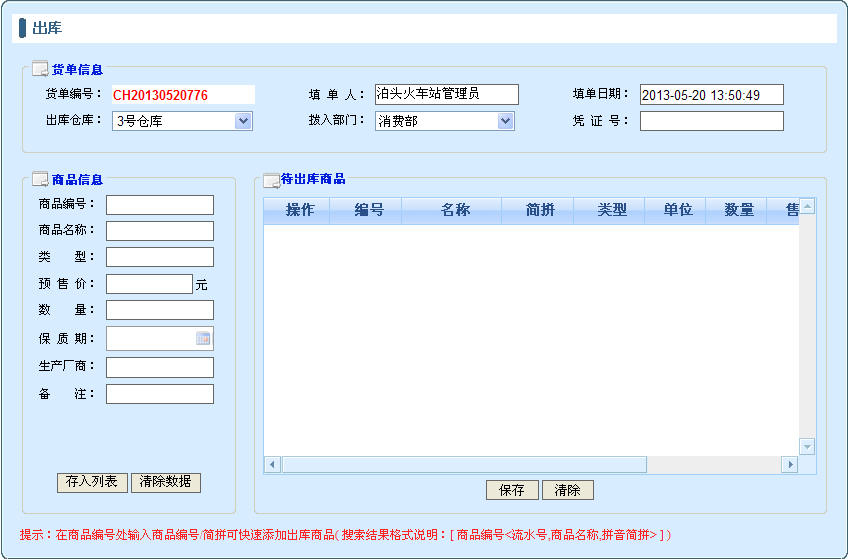 出库
货单信息
货单编号： CH20130520776 填 单 人： 泊头火车站管理员 填单日期： 2013-05-20 13:50:49
出库仓库： 3号仓库 拨入部门： 消费部 凭 证 号：
商品信息
商品编号：
商品名称：
类 型：
预 售 价： 元
数 量：
保 质 期：
生产厂商：
备 注：
存入列表 清除数据
待出库商品
操作 编号 名称 简拼 类型 单位 数量 售
保存 清除
提示：在商品编号处输入商品编号/简拼可快速添加出库商品( 搜索结果格式说明：[ 商品编号<流水号,商品名称,拼音简拼> ] )